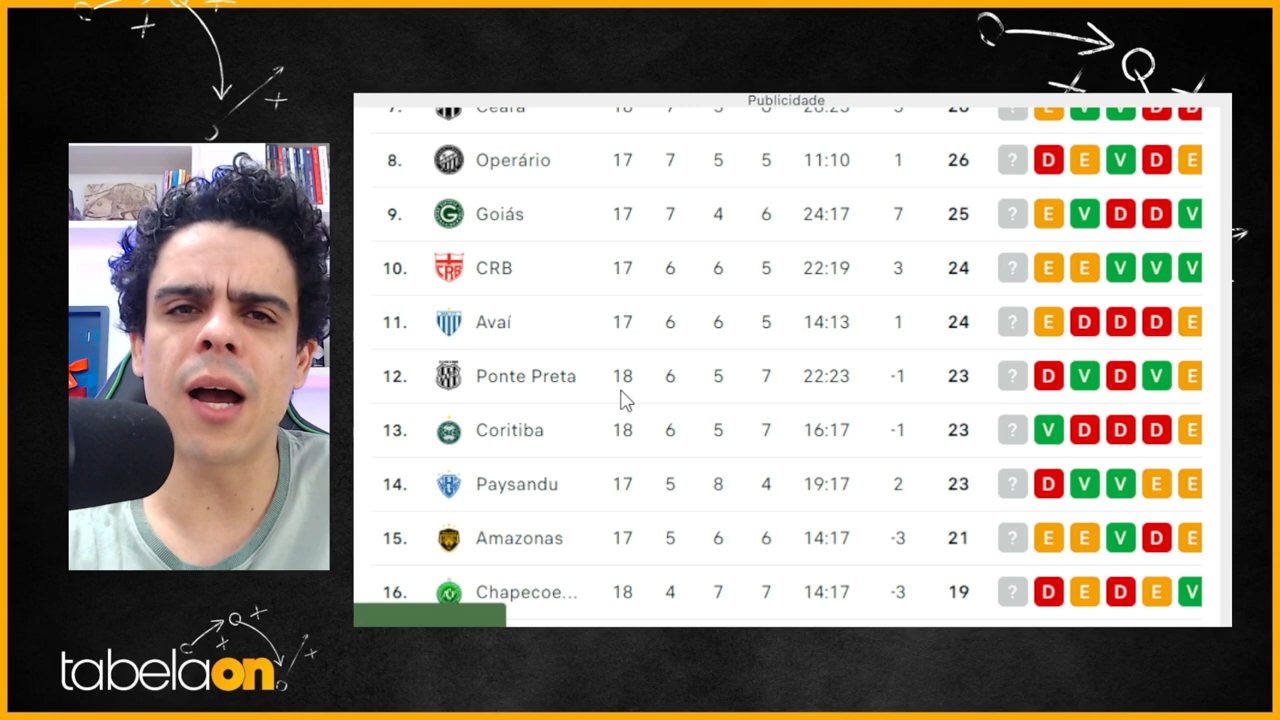 Publicidade
7. Ceará 18 7 5 6 26:23 3 26 ? E V V D D
8. Operário 17 7 5 5 11:10 1 26 ? D E V D E
9. Goiás 17 7 4 6 24:17 7 25 ? E V D D V
10. CRB 17 6 6 5 22:19 3 24 ? E E V V V
11. Avaí 17 6 6 5 14:13 1 24 ? E D D D E
12. Ponte Preta 18 6 5 7 22:23 -1 23 ? D V D V E
13. Coritiba 18 6 5 7 16:17 -1 23 ? V D D D E
14. Paysandu 17 5 8 4 19:17 2 23 ? D V V E E
15. Amazonas 17 5 6 6 14:17 -3 21 ? E E V D E
16. Chapecoe... 18 4 7 7 14:17 -3 19 ? D E D E V
tabelaon